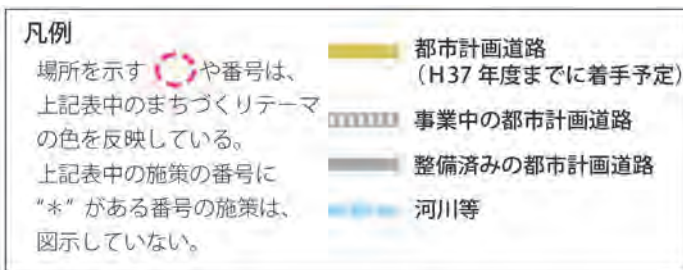 凡例
場所を示す や番号は、
上記表中のまちづくりテーマ
の色を反映している。
上記表中の施策の番号に
“*” がある番号の施策は、
図示していない。
都市計画道路
（H37 年度までに着手予定）
事業中の都市計画道路
整備済みの都市計画道路
河川等